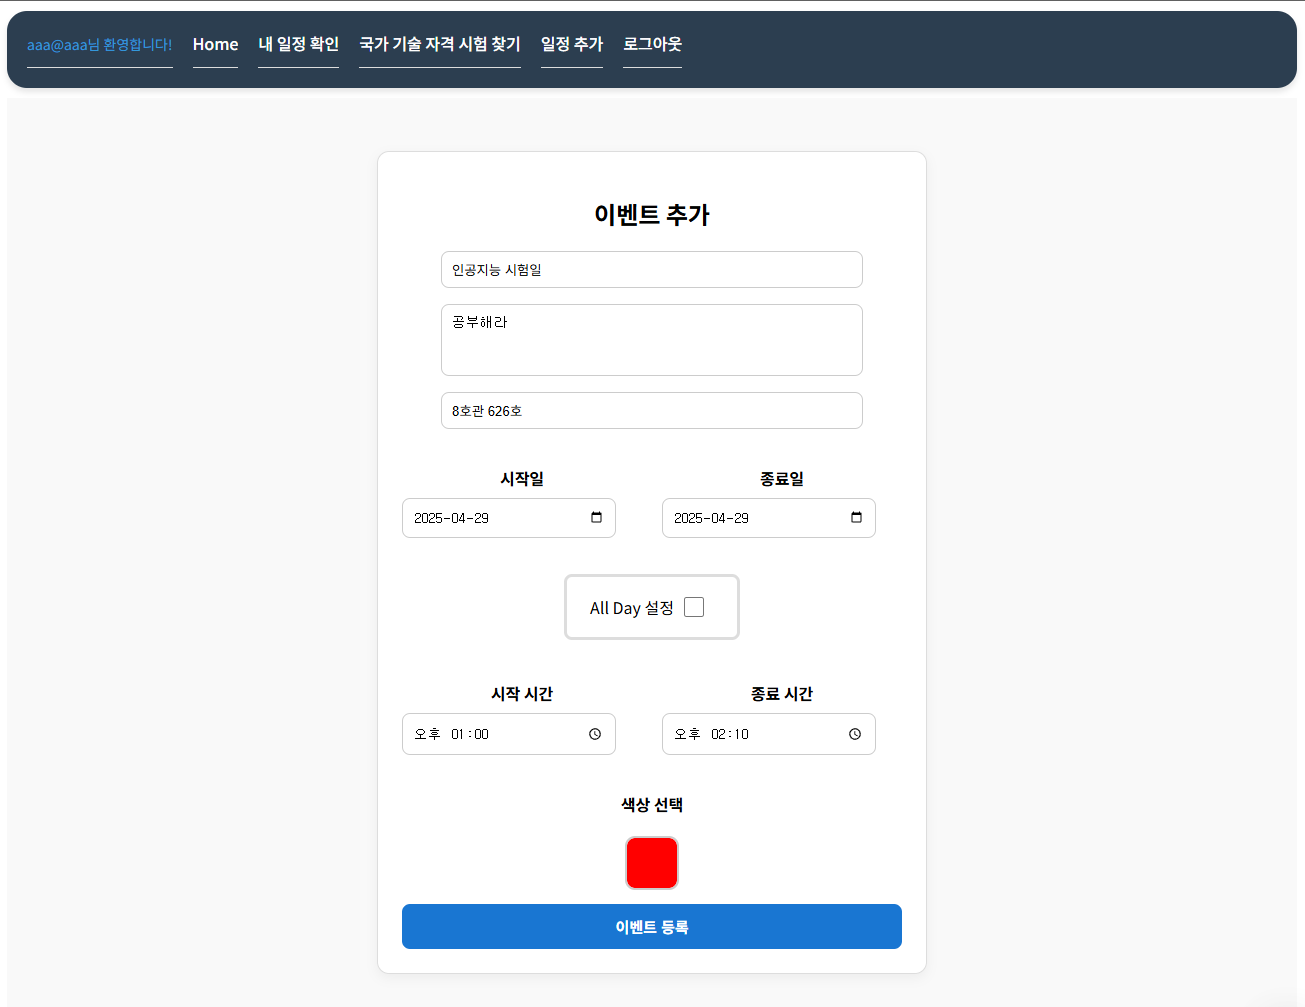 aaa@aaa님 환영합니다! Home 내 일정 확인 국가 기술 자격 시험 찾기 일정 추가 로그아웃
이벤트 추가
인공지능 시험일
공부해라
8호관 626호
시작일 종료일
2025-04-29 2025-04-29
All Day 설정
시작 시간 종료 시간
오후 01:00 오후 02:10
색상 선택
이벤트 등록